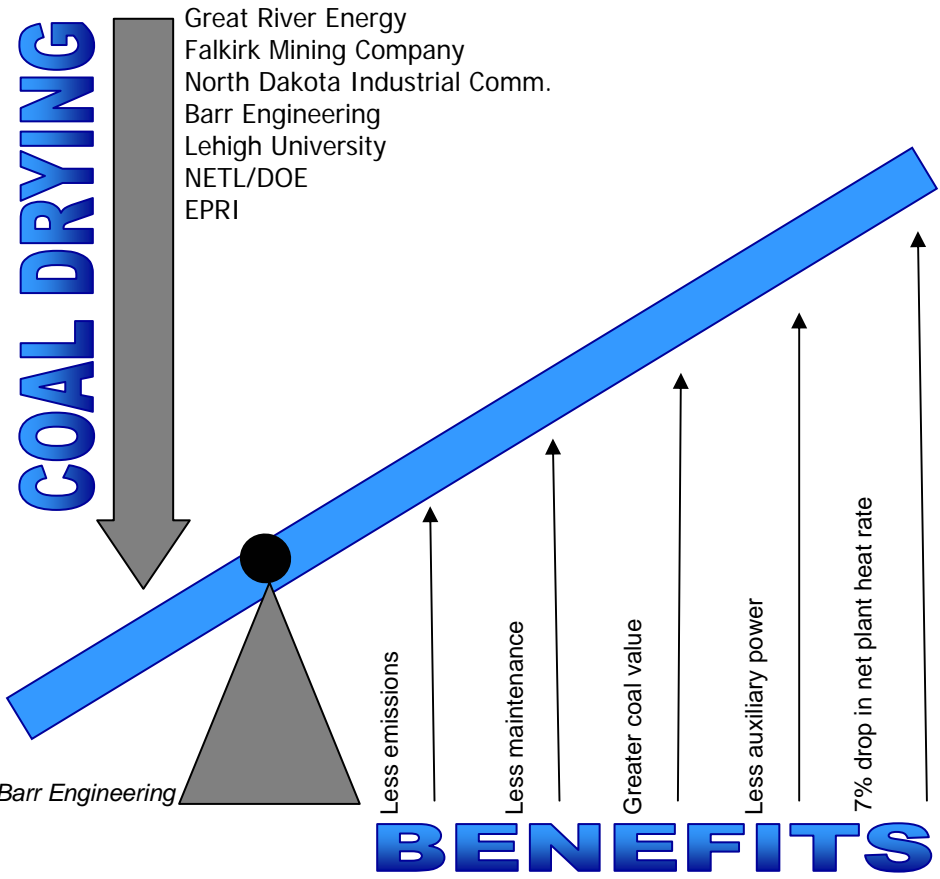 COAL DRYING
Great River Energy
Falkirk Mining Company
North Dakota Industrial Comm.
Barr Engineering
Lehigh University
NETL/DOE
EPRI
Less emissions
Less maintenance
Greater coal value
Less auxiliary power
7% drop in net plant heat rate
Barr Engineering
BENEFITS